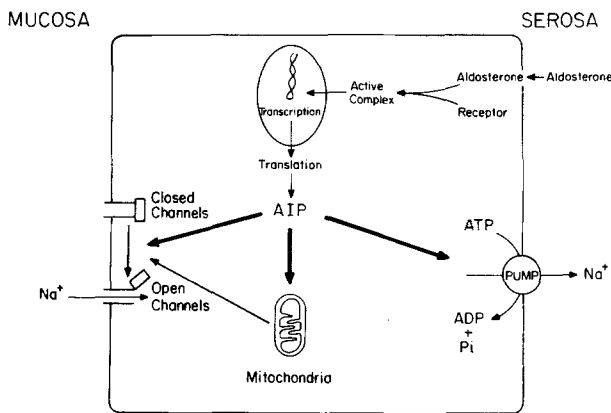 MUCOSA
SEROSA
Aldosterone
Aldosterone
Active
Complex
Receptor
Transcription
Translation
AIP
Closed
Channels
Open
Channels
Na+
Mitochondria
ATP
PUMP
Na+
ADP
+
Pi